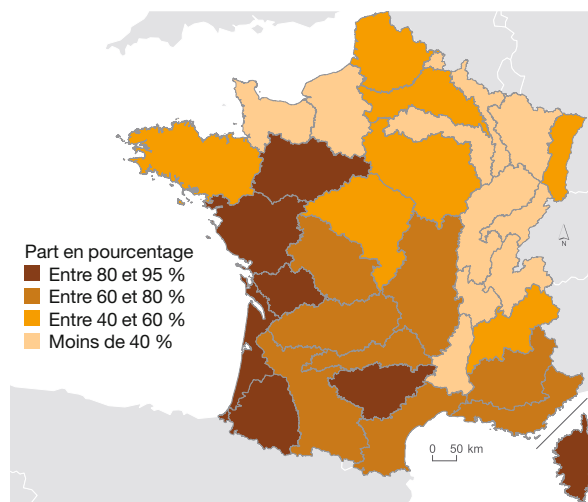 Part en pourcentage
Entre 80 et 95 %
Entre 60 et 80 %
Entre 40 et 60 %
Moins de 40 %
N
0 50 km